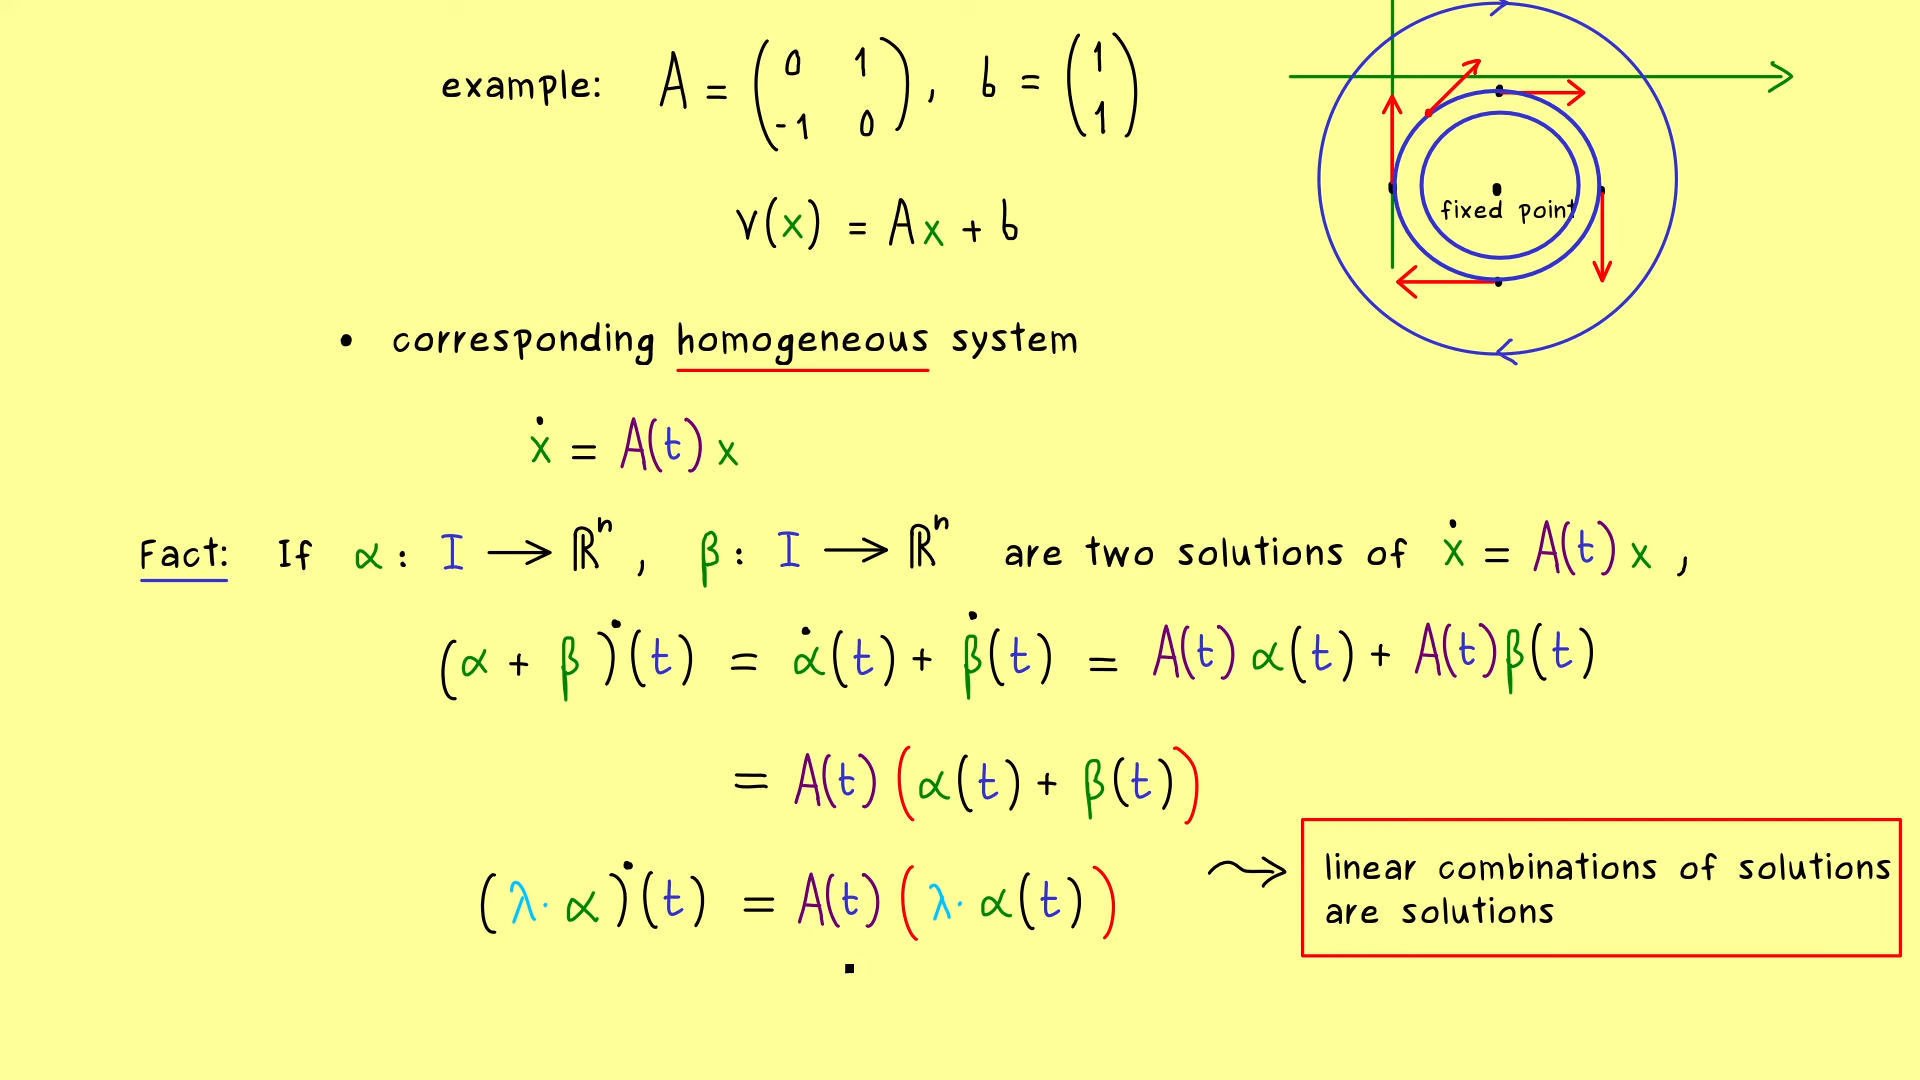 example: A = ( 0 1 -1 0 ) , b = ( 1 1 )
fixed point
v(x) = Ax + b
• corresponding homogeneous system
ẋ = A(t) x
Fact: If α : I → ℝⁿ , β : I → ℝⁿ are two solutions of ẋ = A(t) x ,
(α + β)˙(t) = α̇(t) + β̇(t) = A(t) α(t) + A(t) β(t)
= A(t) (α(t) + β(t))
(λ · α)˙(t) = A(t) (λ · α(t))
⇝ linear combinations of solutions
are solutions